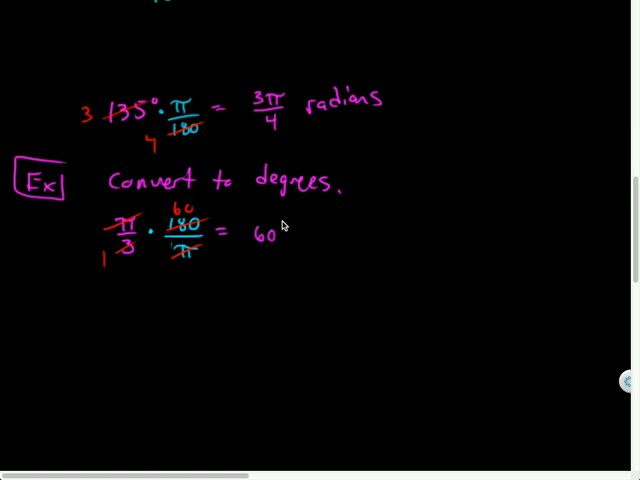 3 135° · π/180 = 3π/4 radians
4
Ex Convert to degrees.
60
π/3 · 180/π = 60
1